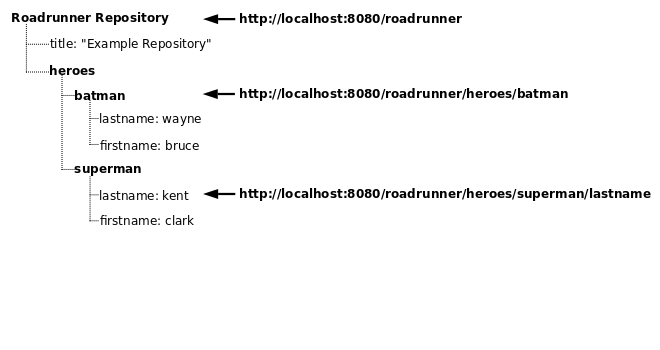 Roadrunner Repository http://localhost:8080/roadrunner
title: "Example Repository"
heroes
batman http://localhost:8080/roadrunner/heroes/batman
lastname: wayne
firstname: bruce
superman
lastname: kent http://localhost:8080/roadrunner/heroes/superman/lastname
firstname: clark